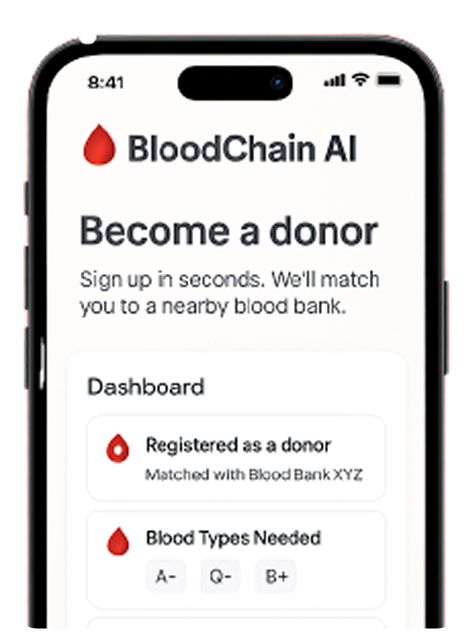 8:41
BloodChain AI
Become a donor
Sign up in seconds. We'll match
you to a nearby blood bank.
Dashboard
Registered as a donor
Matched with Blood Bank XYZ
Blood Types Needed
A- Q- B+